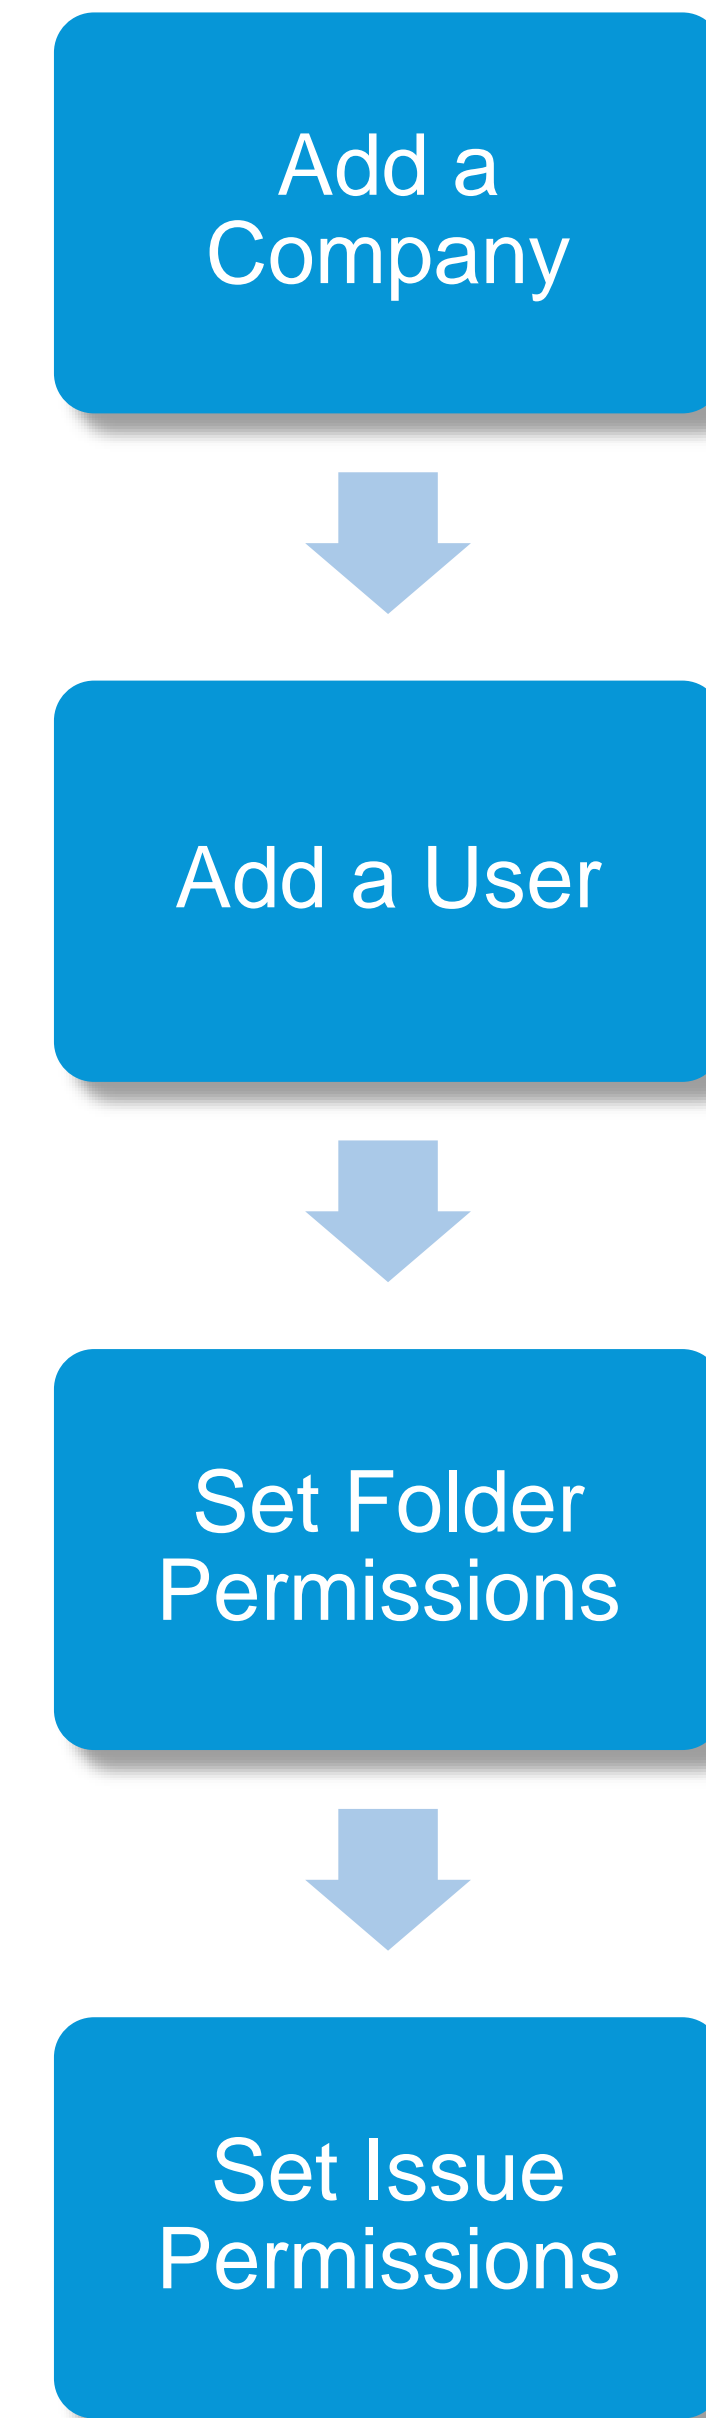 Add a
Company
Add a User
Set Folder
Permissions
Set Issue
Permissions